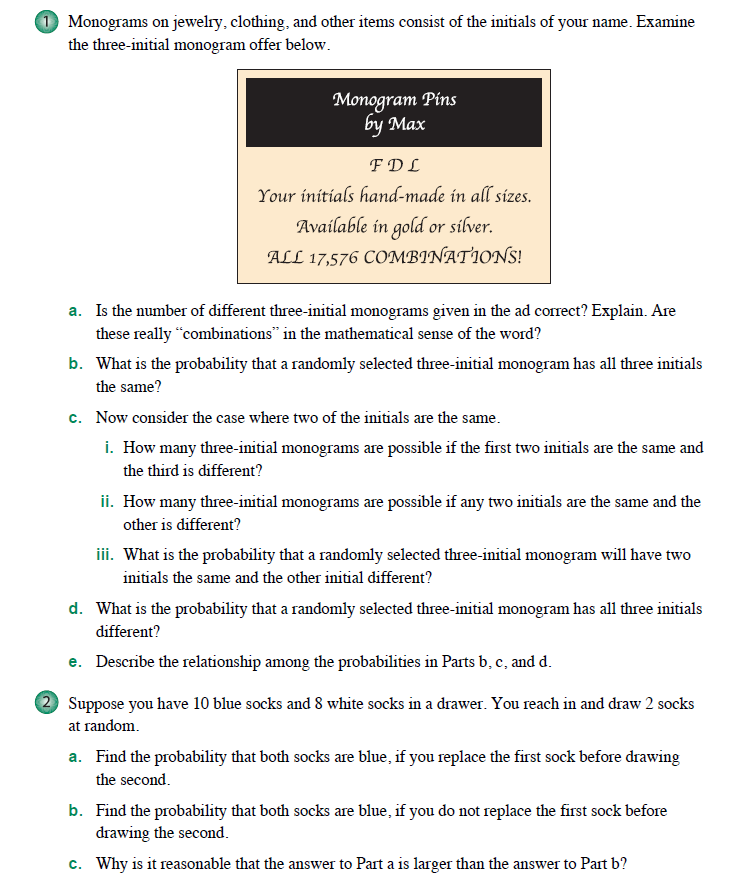 1 Monograms on jewelry, clothing, and other items consist of the initials of your name. Examine
the three-initial monogram offer below.
Monogram Pins
by Max
F D L
Your initials hand-made in all sizes.
Available in gold or silver.
ALL 17,576 COMBINATIONS!
a. Is the number of different three-initial monograms given in the ad correct? Explain. Are
these really “combinations” in the mathematical sense of the word?
b. What is the probability that a randomly selected three-initial monogram has all three initials
the same?
c. Now consider the case where two of the initials are the same.
i. How many three-initial monograms are possible if the first two initials are the same and
the third is different?
ii. How many three-initial monograms are possible if any two initials are the same and the
other is different?
iii. What is the probability that a randomly selected three-initial monogram will have two
initials the same and the other initial different?
d. What is the probability that a randomly selected three-initial monogram has all three initials
different?
e. Describe the relationship among the probabilities in Parts b, c, and d.
2 Suppose you have 10 blue socks and 8 white socks in a drawer. You reach in and draw 2 socks
at random.
a. Find the probability that both socks are blue, if you replace the first sock before drawing
the second.
b. Find the probability that both socks are blue, if you do not replace the first sock before
drawing the second.
c. Why is it reasonable that the answer to Part a is larger than the answer to Part b?